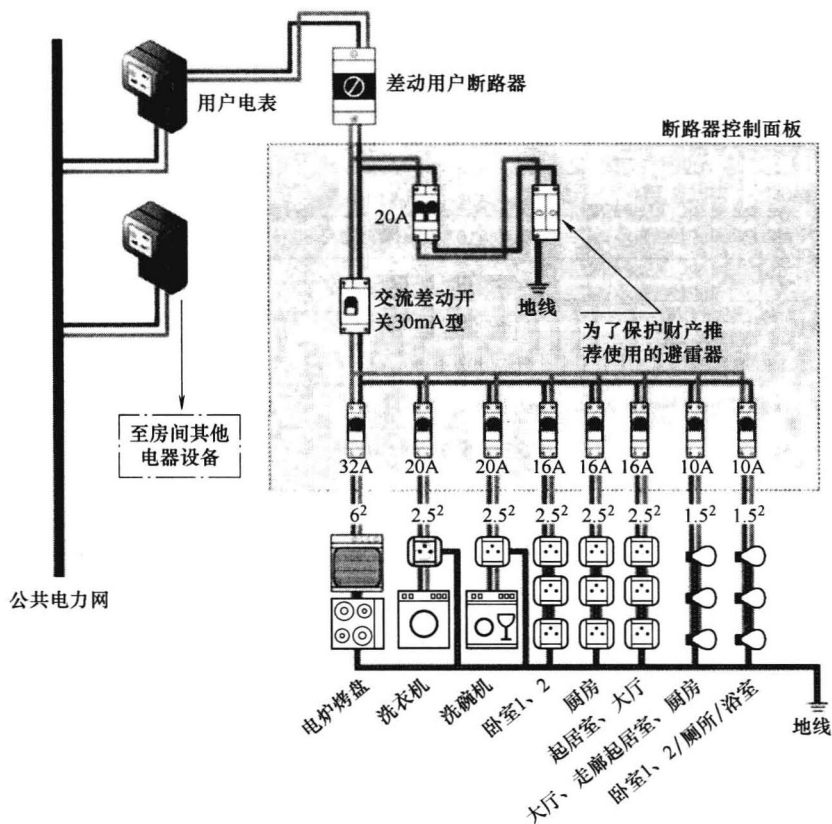 用户电表
差动用户断路器
断路器控制面板
20A
交流差动开
关30mA型
地线
为了保护财产推
荐使用的避雷器
至房间其他
电器设备
32A 20A 20A 16A 16A 16A 10A 10A
6² 2.5² 2.5² 2.5² 2.5² 2.5² 1.5² 1.5²
公共电力网
电炉烤盘
洗衣机
洗碗机
卧室1、2
厨房
起居室、大厅
大厅、走廊起居室、厨房
卧室1、2/厕所/浴室
地线